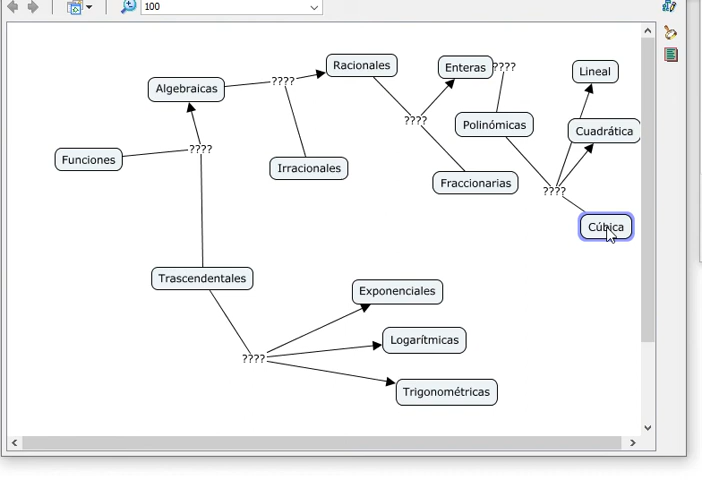 100
Racionales
Enteras
????
Lineal
Algebraicas
????
Polinómicas
Cuadrática
????
Funciones
????
Irracionales
Fraccionarias
????
Cúbica
Trascendentales
Exponenciales
Logarítmicas
????
Trigonométricas